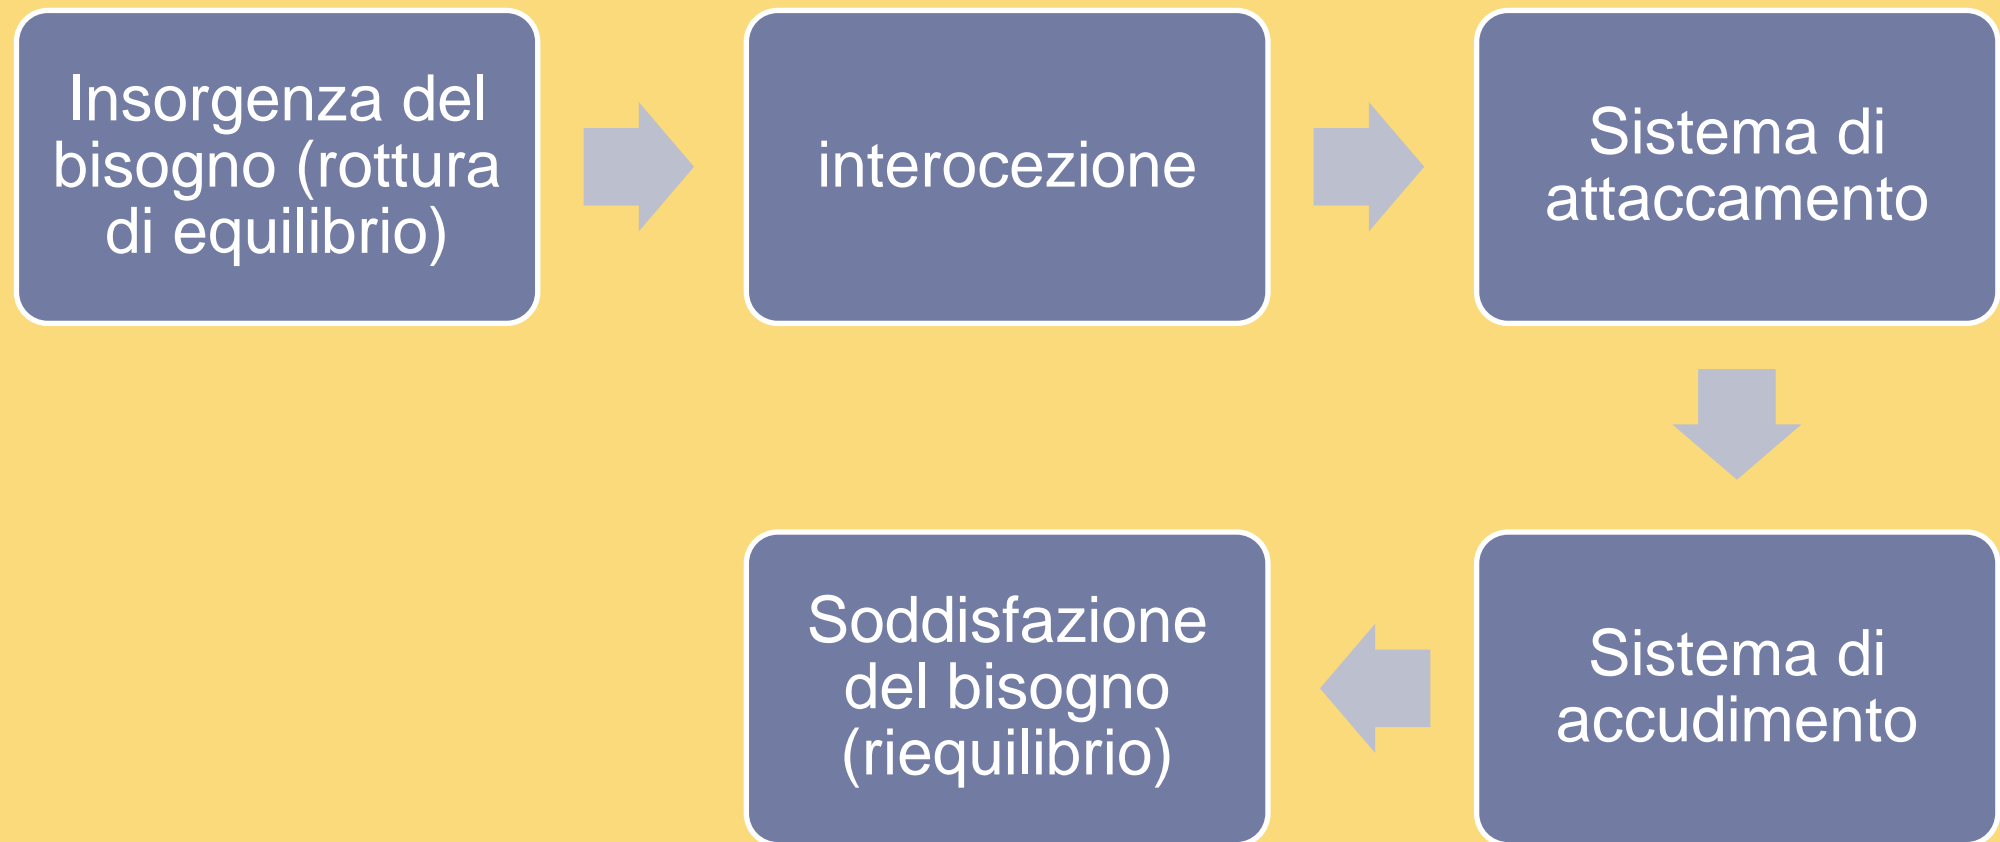 Insorgenza del
bisogno (rottura
di equilibrio)
interocezione
Sistema di
attaccamento
Sistema di
accudimento
Soddisfazione
del bisogno
(riequilibrio)